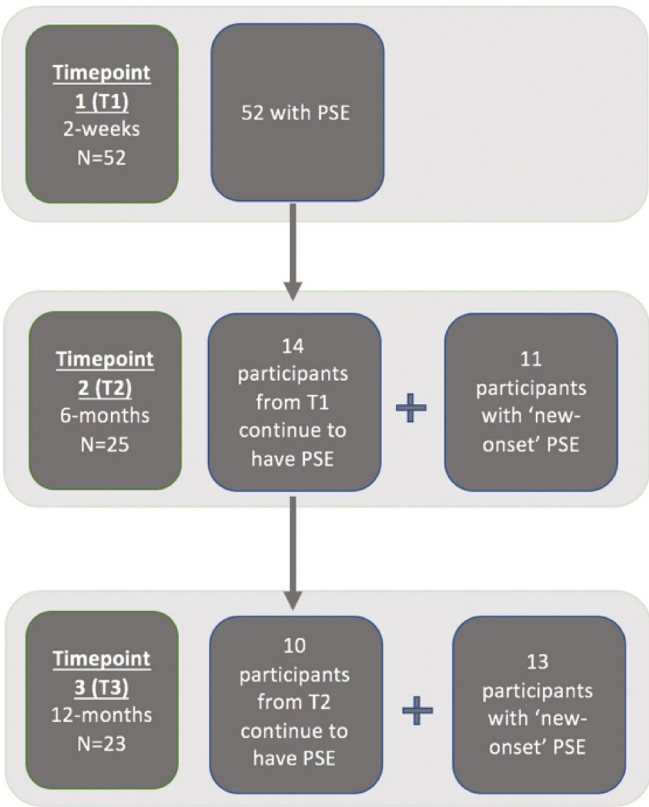 Timepoint
1 (T1)
2-weeks
N=52
52 with PSE
Timepoint
2 (T2)
6-months
N=25
14
participants
from T1
continue to
have PSE
+
11
participants
with ‘new-
onset’ PSE
Timepoint
3 (T3)
12-months
N=23
10
participants
from T2
continue to
have PSE
+
13
participants
with ‘new-
onset’ PSE